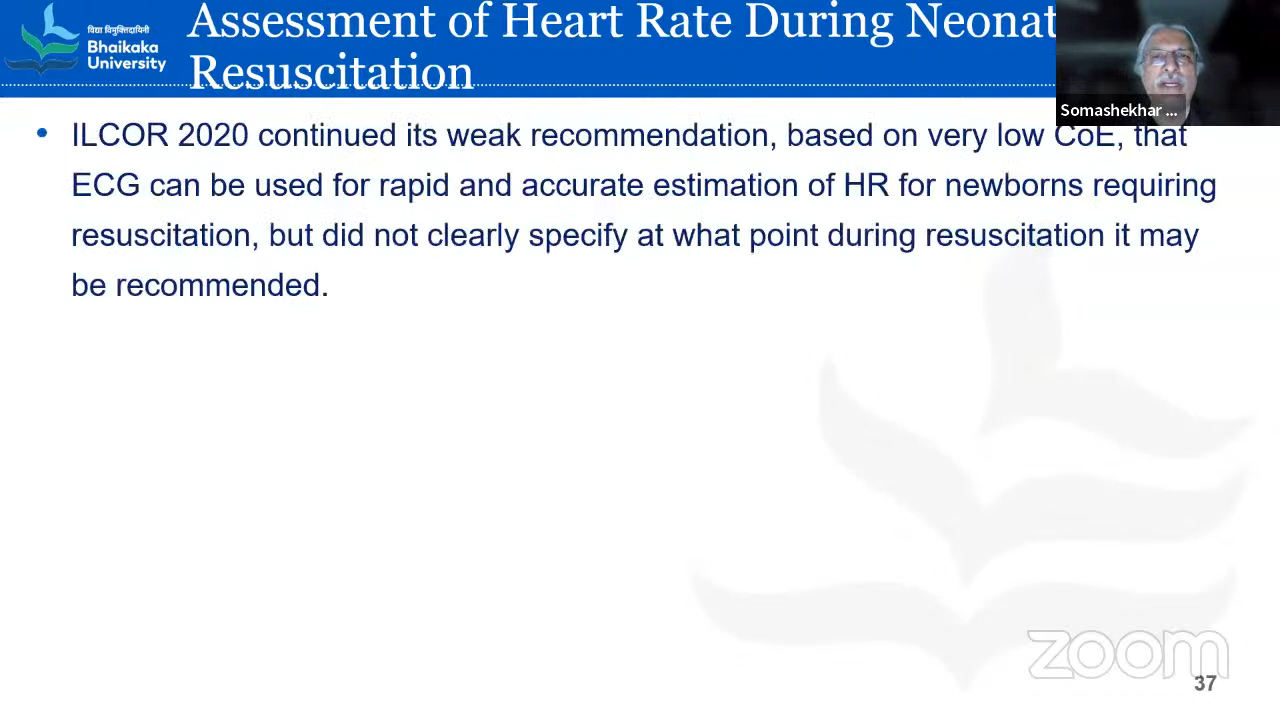 विद्या विमुक्तिदायिनी
Bhaikaka
University
Assessment of Heart Rate During Neonat
Resuscitation
Somashekhar ...
• ILCOR 2020 continued its weak recommendation, based on very low CoE, that
ECG can be used for rapid and accurate estimation of HR for newborns requiring
resuscitation, but did not clearly specify at what point during resuscitation it may
be recommended.
zoom
37